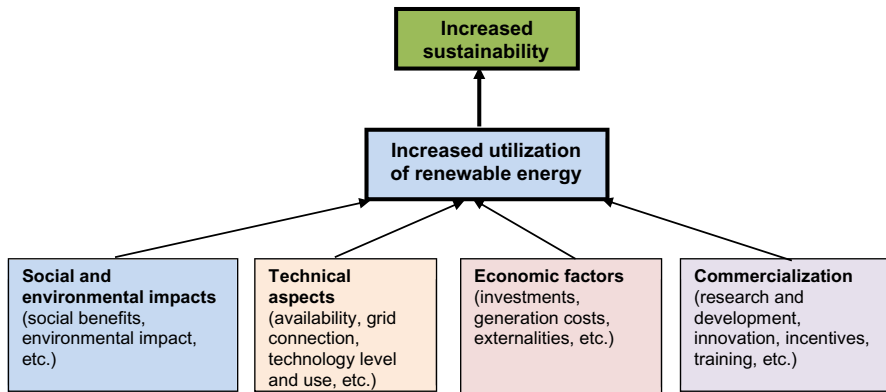 Increased
sustainability
Increased utilization
of renewable energy
Social and
environmental impacts
(social benefits,
environmental impact,
etc.)
Technical
aspects
(availability, grid
connection,
technology level
and use, etc.)
Economic factors
(investments,
generation costs,
externalities, etc.)
Commercialization
(research and
development,
innovation, incentives,
training, etc.)